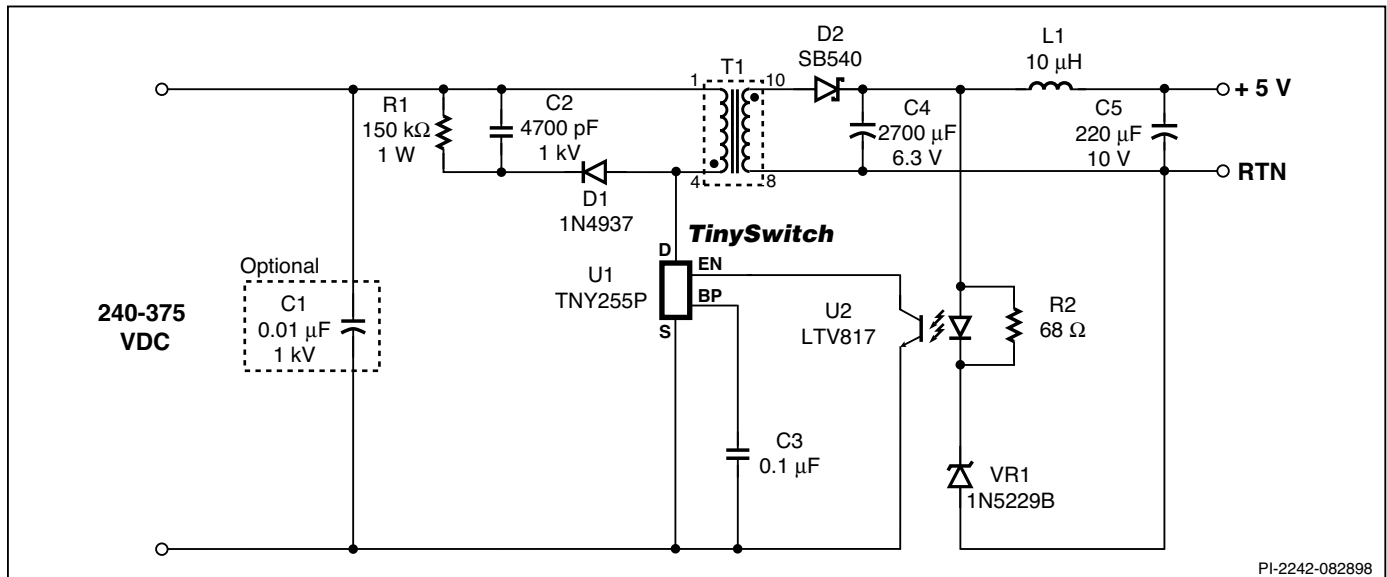 D2
SB540
L1
10 µH
T1
1
10
+ 5 V
R1
150 kΩ
1 W
C2
4700 pF
1 kV
C4
2700 µF
6.3 V
C5
220 µF
10 V
4
8
RTN
D1
1N4937
TinySwitch
D
EN
BP
S
U1
TNY255P
Optional
C1
0.01 µF
1 kV
240-375
VDC
U2
LTV817
R2
68 Ω
C3
0.1 µF
VR1
1N5229B
PI-2242-082898